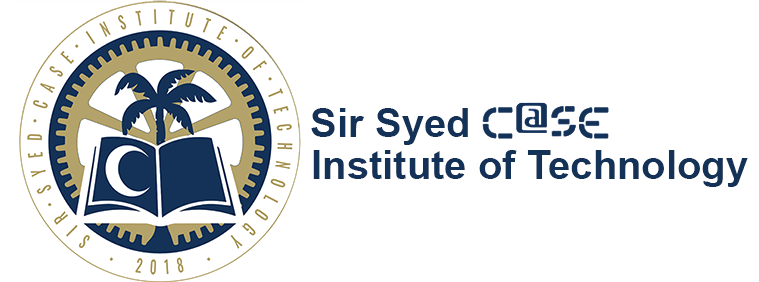 SIR·SYED·CASE·INSTITUTE·OF·TECHNOLOGY
· 2018 ·
Sir Syed C@SE
Institute of Technology